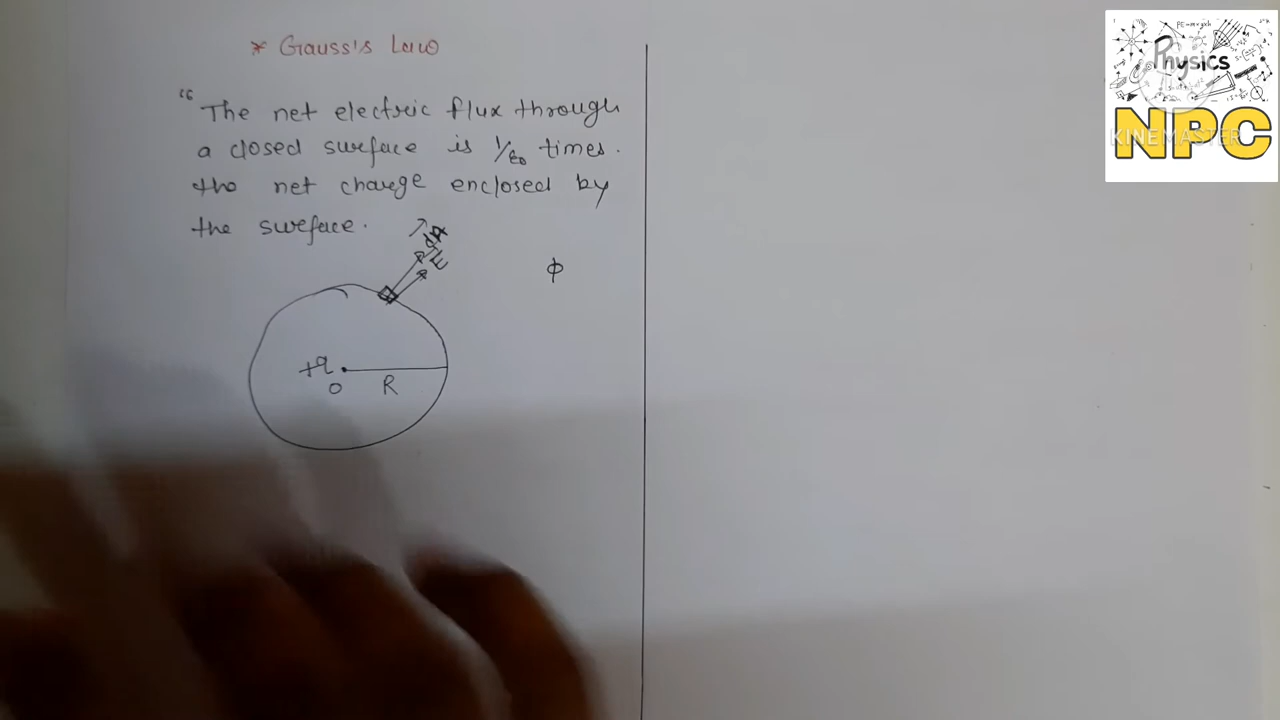 * Gauss's Law
“ The net electric flux through
a closed surface is 1/ε₀ times.
the net charge enclosed by
the surface.
dA
E
ϕ
+q
O
R
Physics
NPC
KINEMASTER